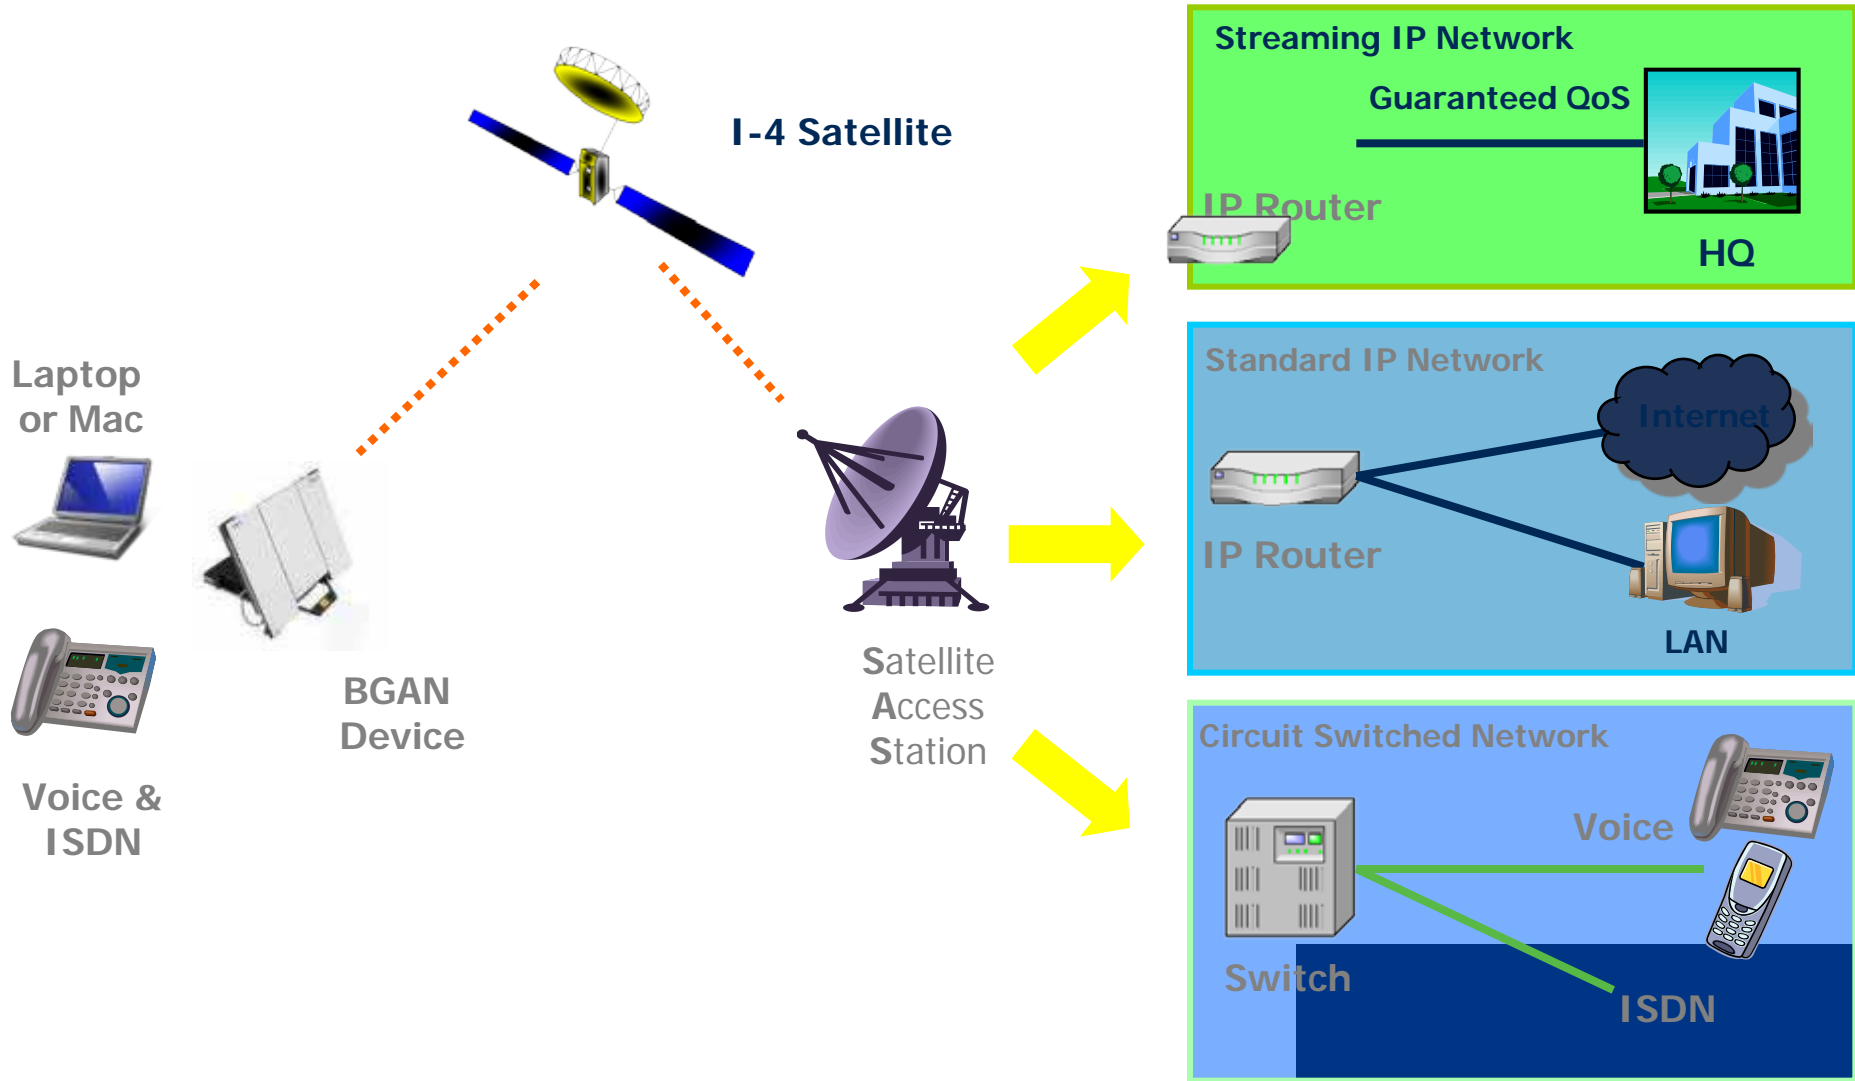 Streaming IP Network
Guaranteed QoS
I-4 Satellite
IP Router
HQ
Laptop
or Mac
Standard IP Network
Internet
IP Router
LAN
BGAN
Device
Satellite
Access
Station
Voice &
ISDN
Circuit Switched Network
Voice
Switch
ISDN